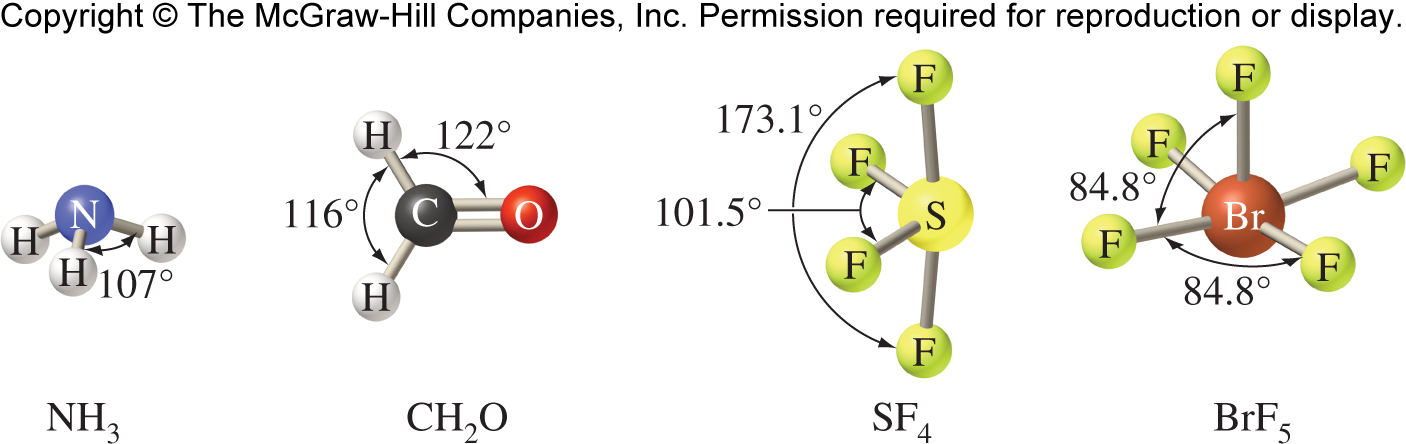 Copyright © The McGraw-Hill Companies, Inc. Permission required for reproduction or display.
N
H
H
H
107°
NH₃
H
122°
116°
C
O
H
CH₂O
F
173.1°
F
101.5°
S
F
F
SF₄
F
F
F
84.8°
Br
F
F
84.8°
BrF₅